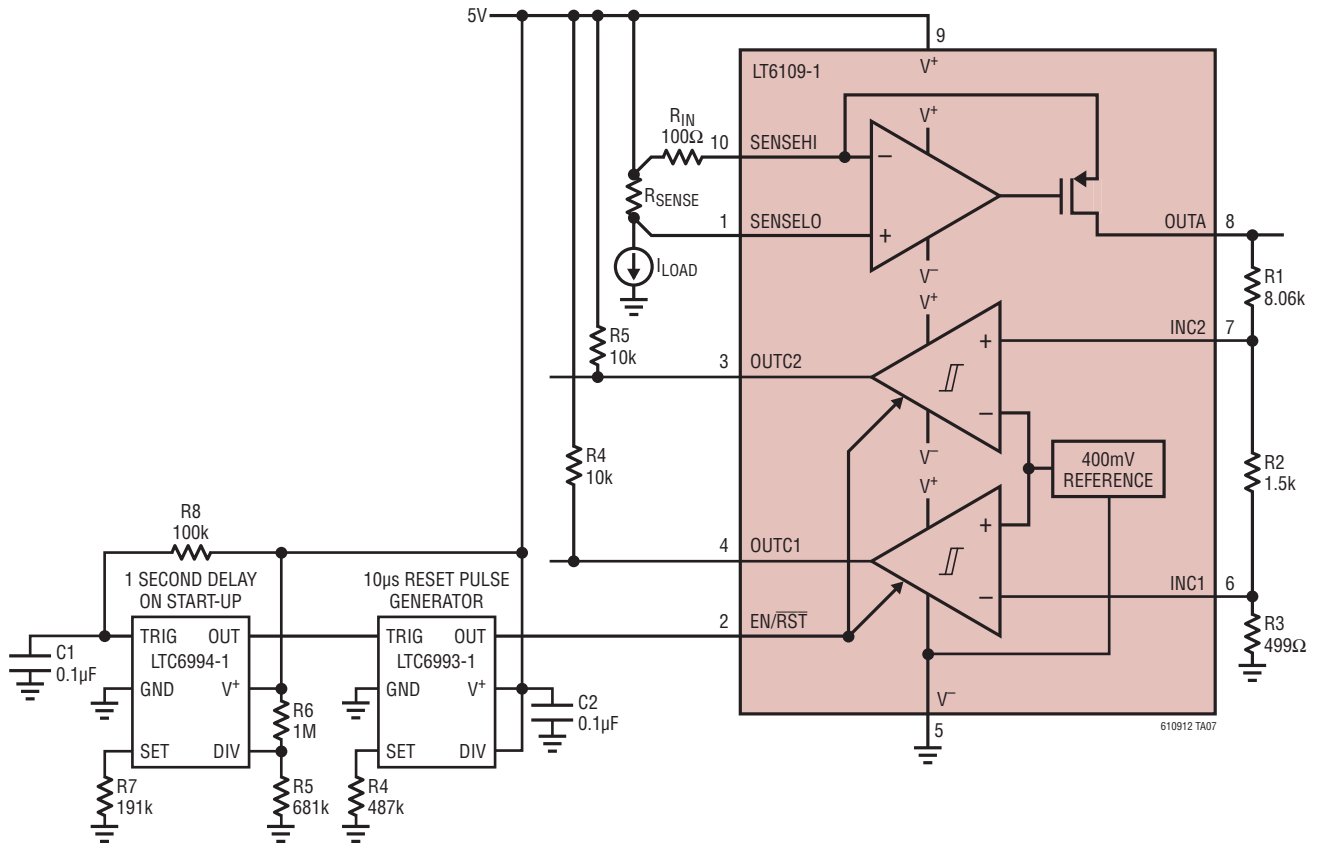 5V
9
V+
LT6109-1
RIN
100Ω
10
SENSEHI
V+
−
RSENSE
1
SENSELO
+
OUTA
8
ILOAD
V−
R1
8.06k
V+
INC2
7
R5
10k
+
3
OUTC2
−
R4
10k
V−
400mV
REFERENCE
R2
1.5k
V+
+
R8
100k
4
OUTC1
1 SECOND DELAY
ON START-UP
10µs RESET PULSE
GENERATOR
−
INC1
6
2
EN/RST
R3
499Ω
C1
0.1µF
TRIG OUT
LTC6994-1
GND V+
SET DIV
TRIG OUT
LTC6993-1
GND V+
SET DIV
C2
0.1µF
R6
1M
V−
5
610912 TA07
R7
191k
R5
681k
R4
487k